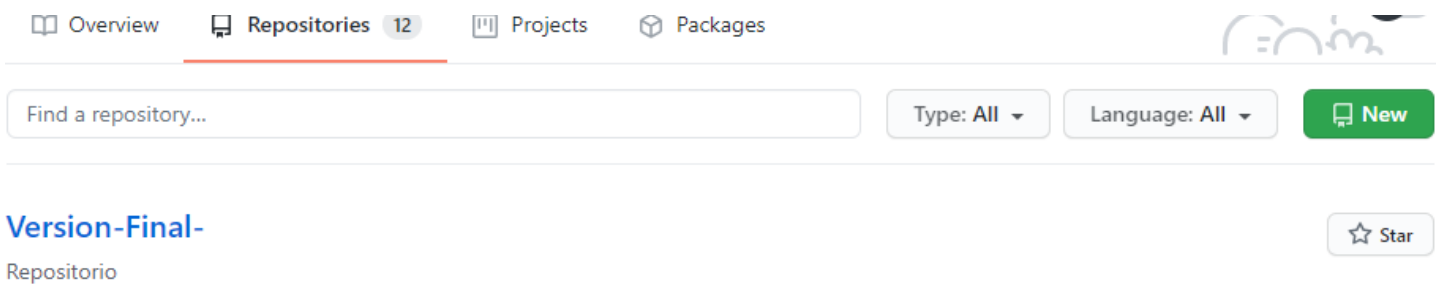 Overview Repositories 12 Projects Packages
Find a repository... Type: All Language: All New
Version-Final-
Star
Repositorio